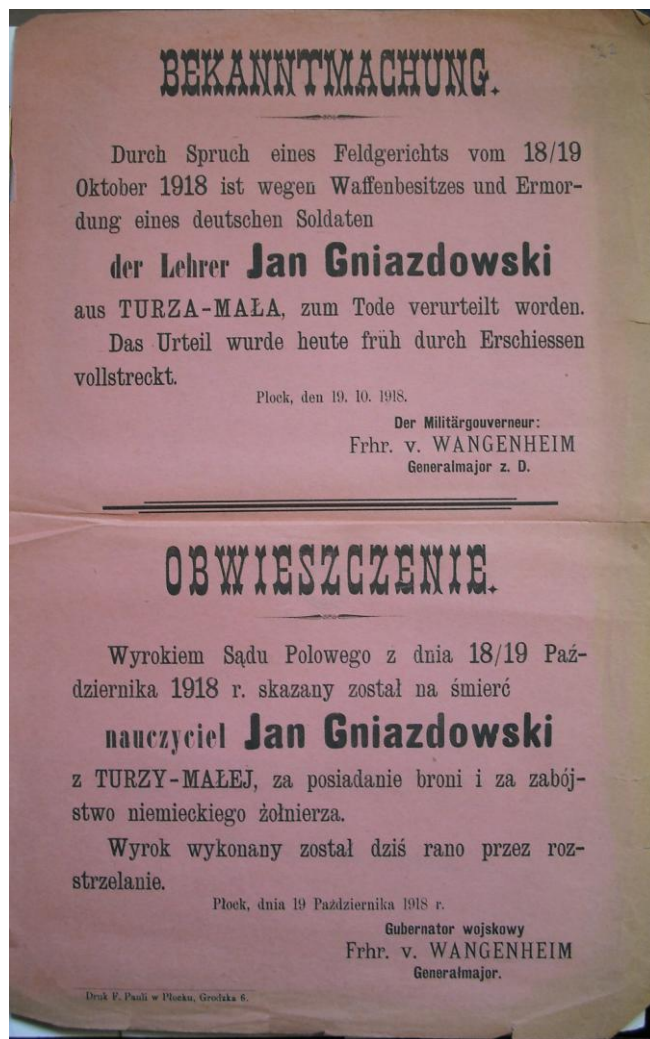 BEKANNTMACHUNG.
Durch Spruch eines Feldgerichts vom 18/19
Oktober 1918 ist wegen Waffenbesitzes und Ermor-
dung eines deutschen Soldaten
der Lehrer Jan Gniazdowski
aus TURZA-MAŁA, zum Tode verurteilt worden.
Das Urteil wurde heute früh durch Erschiessen
vollstreckt.
Plock, den 19. 10. 1918.
Der Militärgouverneur:
Frhr. v. WANGENHEIM
Generalmajor z. D.
OBWIESZCZENIE.
Wyrokiem Sądu Polowego z dnia 18/19 Paź-
dziernika 1918 r. skazany został na śmierć
nauczyciel Jan Gniazdowski
z TURZY-MAŁEJ, za posiadanie broni i za zabój-
stwo niemieckiego żołnierza.
Wyrok wykonany został dziś rano przez roz-
strzelanie.
Płock, dnia 19 Października 1918 r.
Gubernator wojskowy
Frhr. v. WANGENHEIM
Generałmajor.
Druk F. Pauli w Płocku, Grodzka 6.